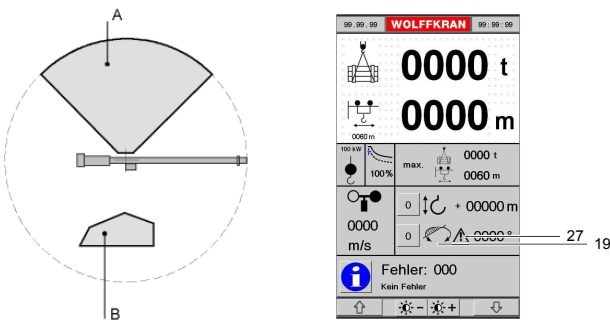 A
B
99.99.99 WOLFFKRAN 99:99:99
0000 t
0000 m
0060 m
100 kW
100%
max. 0000 t
0060 m
0 + 00000 m
0000
m/s
0 0000 °
27
19
i Fehler: 000
Kein Fehler
- +